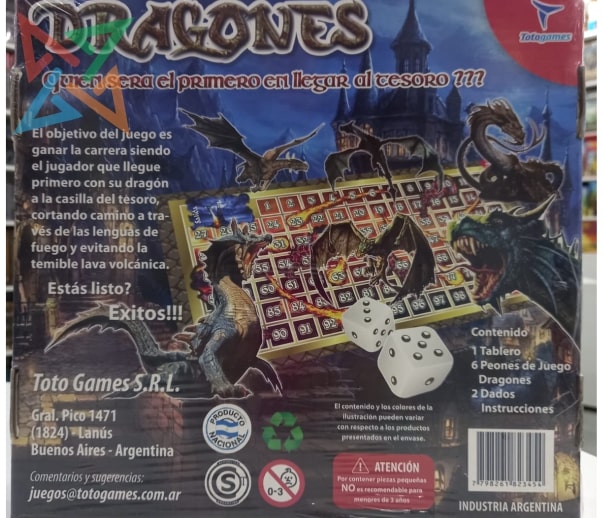 DRAGONES
Totogames
Quien sera el primero en llegar al tesoro ???
El objetivo del juego es
ganar la carrera siendo
el jugador que llegue
primero con su dragón
a la casilla del tesoro,
cortando camino a tra-
vés de las lenguas de
fuego y evitando la
temible lava volcánica.
Estás listo?
Exitos!!!
Toto Games S.R.L.
Gral. Pico 1471
(1824) - Lanús
Buenos Aires - Argentina
Comentarios y sugerencias:
juegos@totogames.com.ar
PRODUCTO
NACIONAL
S
0-3
El contenido y los colores de la
ilustración pueden variar
con respecto a los productos
presentados en el envase.
ATENCIÓN
Por contener piezas pequeñas
NO es recomendable para
menores de 3 años
Contenido
1 Tablero
6 Peones de Juego
Dragones
2 Dados
Instrucciones
7798261823454
INDUSTRIA ARGENTINA